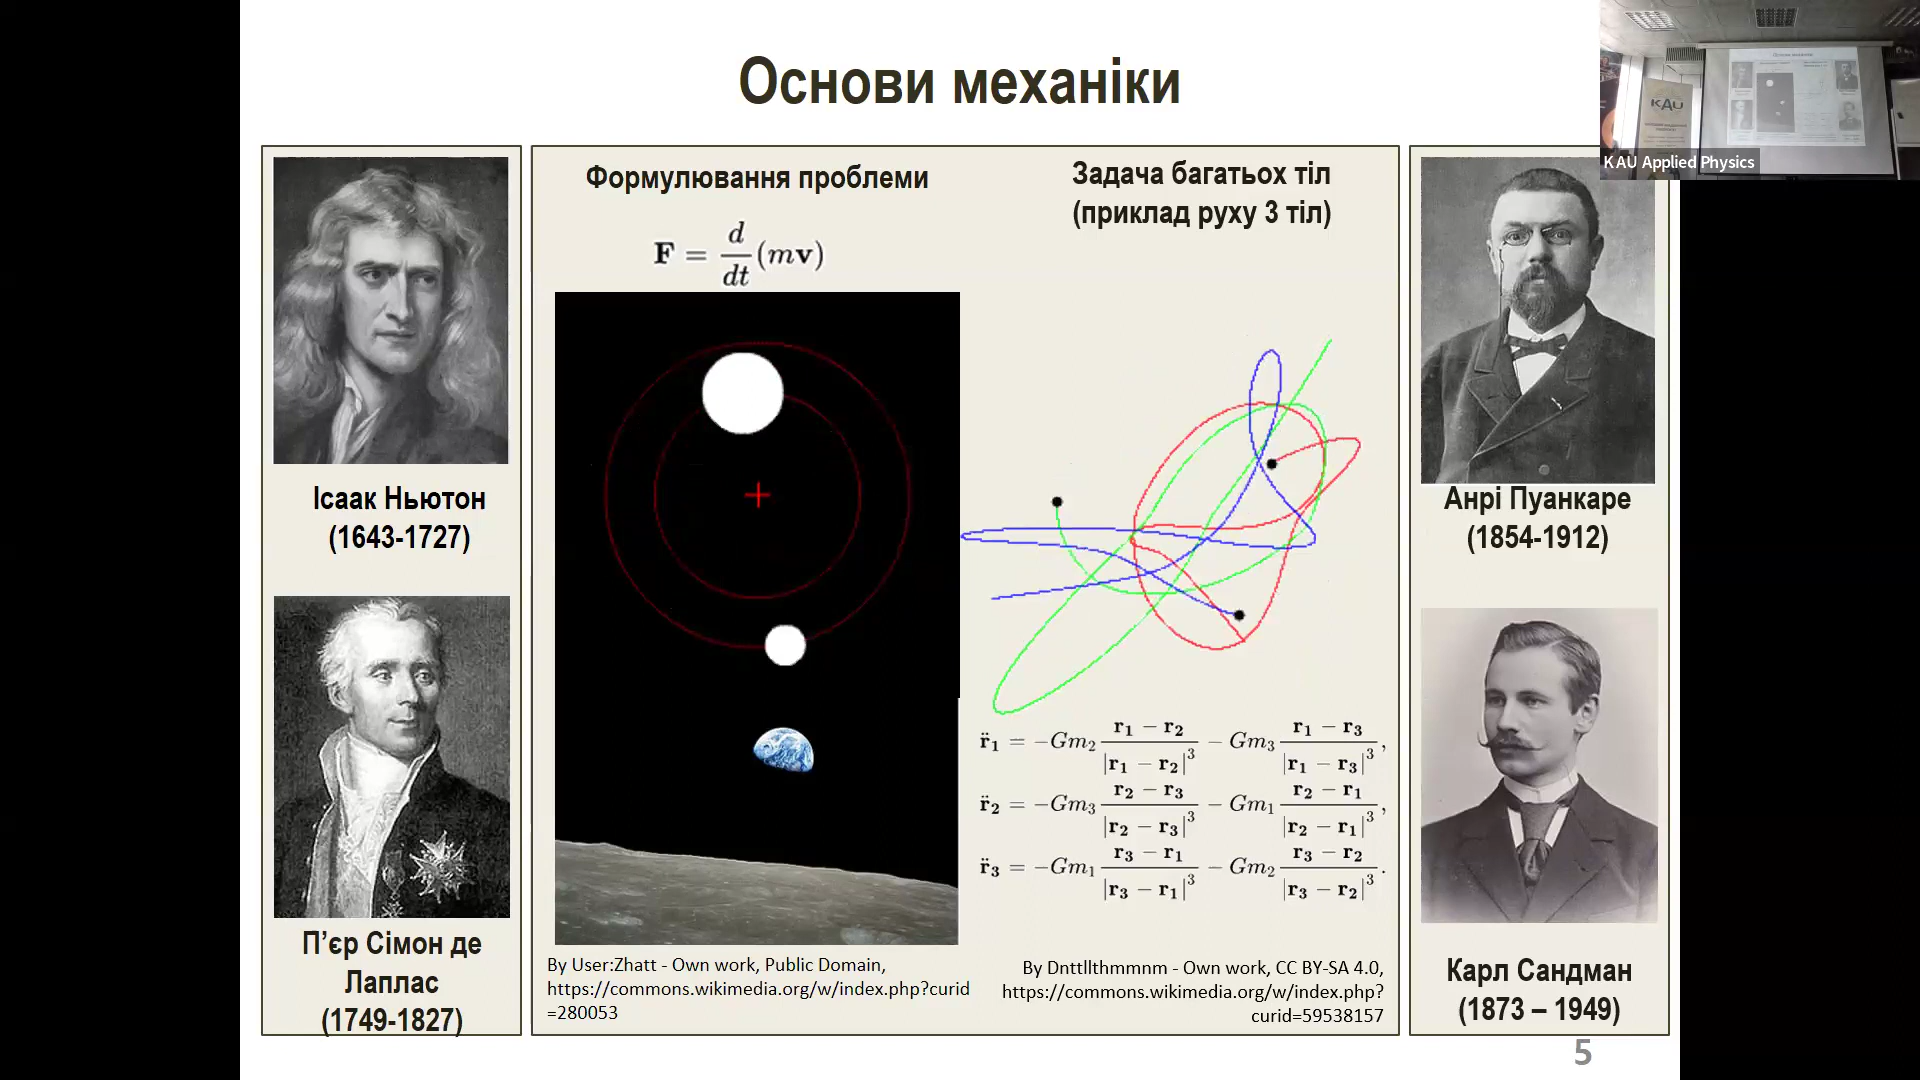 Основи механіки
KAU
KAU Applied Physics
Ісаак Ньютон
(1643-1727)
П’єр Сімон де
Лаплас
(1749-1827)
Формулювання проблеми
F = d/dt (mv)
By User:Zhatt - Own work, Public Domain,
https://commons.wikimedia.org/w/index.php?curid
=280053
Задача багатьох тіл
(приклад руху 3 тіл)
r̈₁ = −Gm₂ (r₁ − r₂)/|r₁ − r₂|³ − Gm₃ (r₁ − r₃)/|r₁ − r₃|³,
r̈₂ = −Gm₃ (r₂ − r₃)/|r₂ − r₃|³ − Gm₁ (r₂ − r₁)/|r₂ − r₁|³,
r̈₃ = −Gm₁ (r₃ − r₁)/|r₃ − r₁|³ − Gm₂ (r₃ − r₂)/|r₃ − r₂|³.
By Dnttllthmmnm - Own work, CC BY-SA 4.0,
https://commons.wikimedia.org/w/index.php?
curid=59538157
Анрі Пуанкаре
(1854-1912)
Карл Сандман
(1873 – 1949)
5